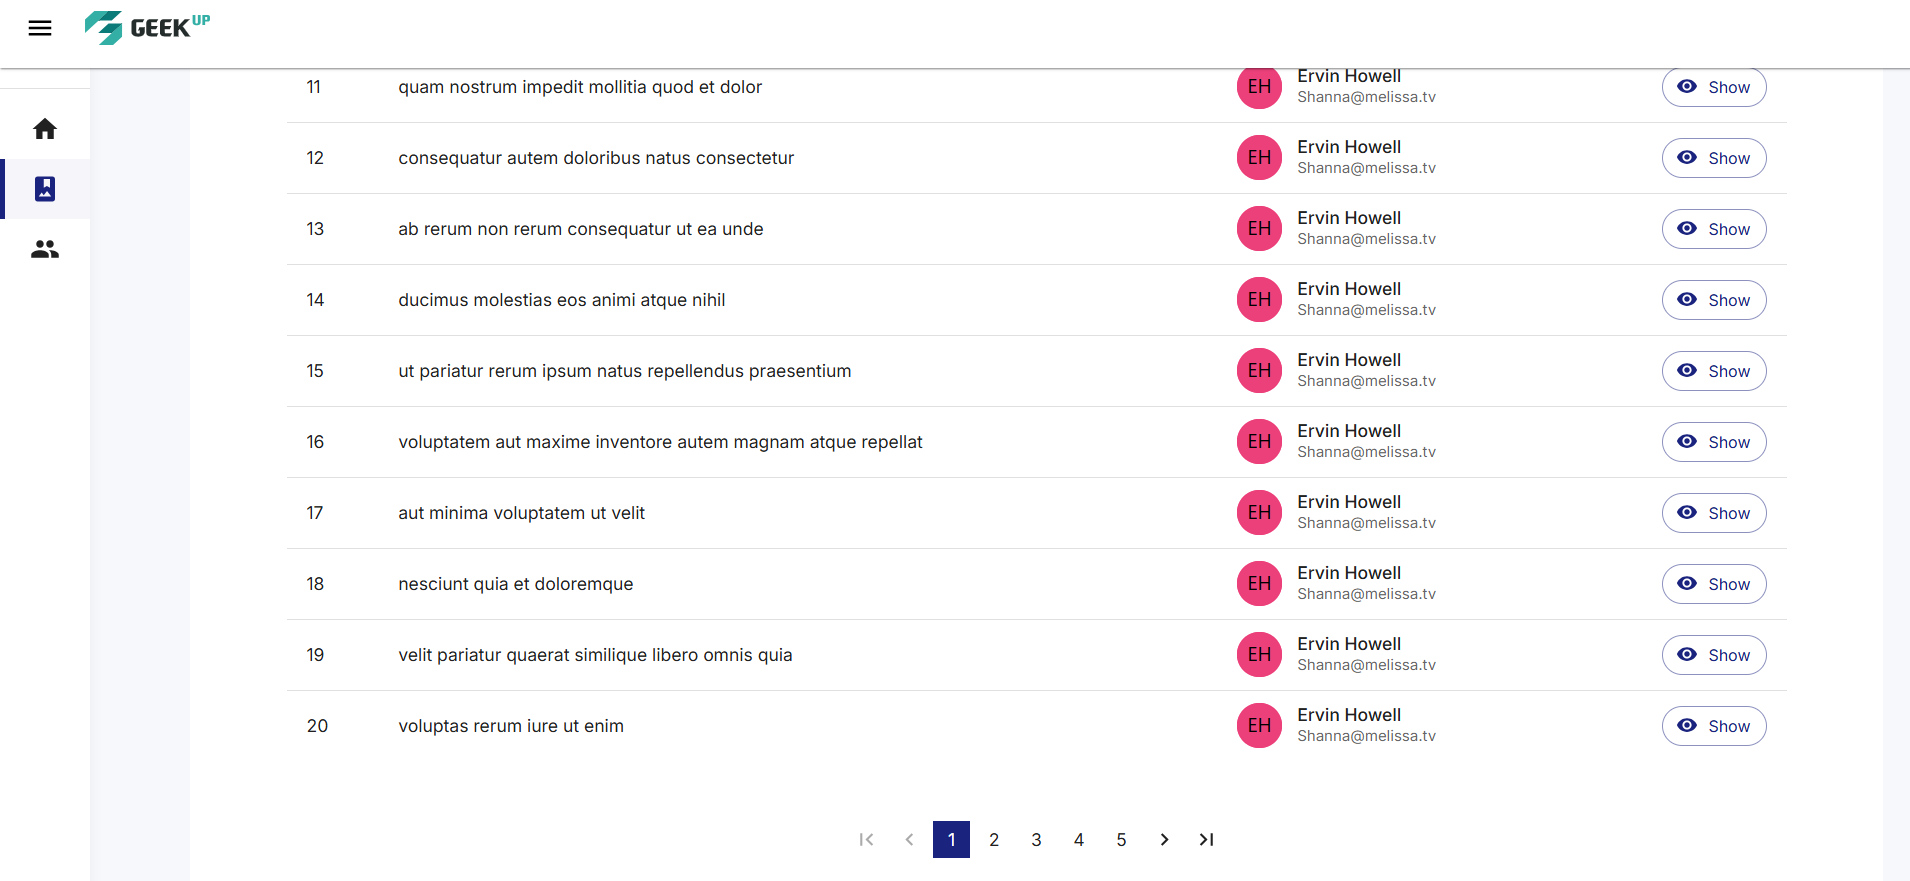 GEEK UP
11 quam nostrum impedit mollitia quod et dolor EH Ervin Howell Show
Shanna@melissa.tv
12 consequatur autem doloribus natus consectetur EH Ervin Howell Show
Shanna@melissa.tv
13 ab rerum non rerum consequatur ut ea unde EH Ervin Howell Show
Shanna@melissa.tv
14 ducimus molestias eos animi atque nihil EH Ervin Howell Show
Shanna@melissa.tv
15 ut pariatur rerum ipsum natus repellendus praesentium EH Ervin Howell Show
Shanna@melissa.tv
16 voluptatem aut maxime inventore autem magnam atque repellat EH Ervin Howell Show
Shanna@melissa.tv
17 aut minima voluptatem ut velit EH Ervin Howell Show
Shanna@melissa.tv
18 nesciunt quia et doloremque EH Ervin Howell Show
Shanna@melissa.tv
19 velit pariatur quaerat similique libero omnis quia EH Ervin Howell Show
Shanna@melissa.tv
20 voluptas rerum iure ut enim EH Ervin Howell Show
Shanna@melissa.tv
1 2 3 4 5